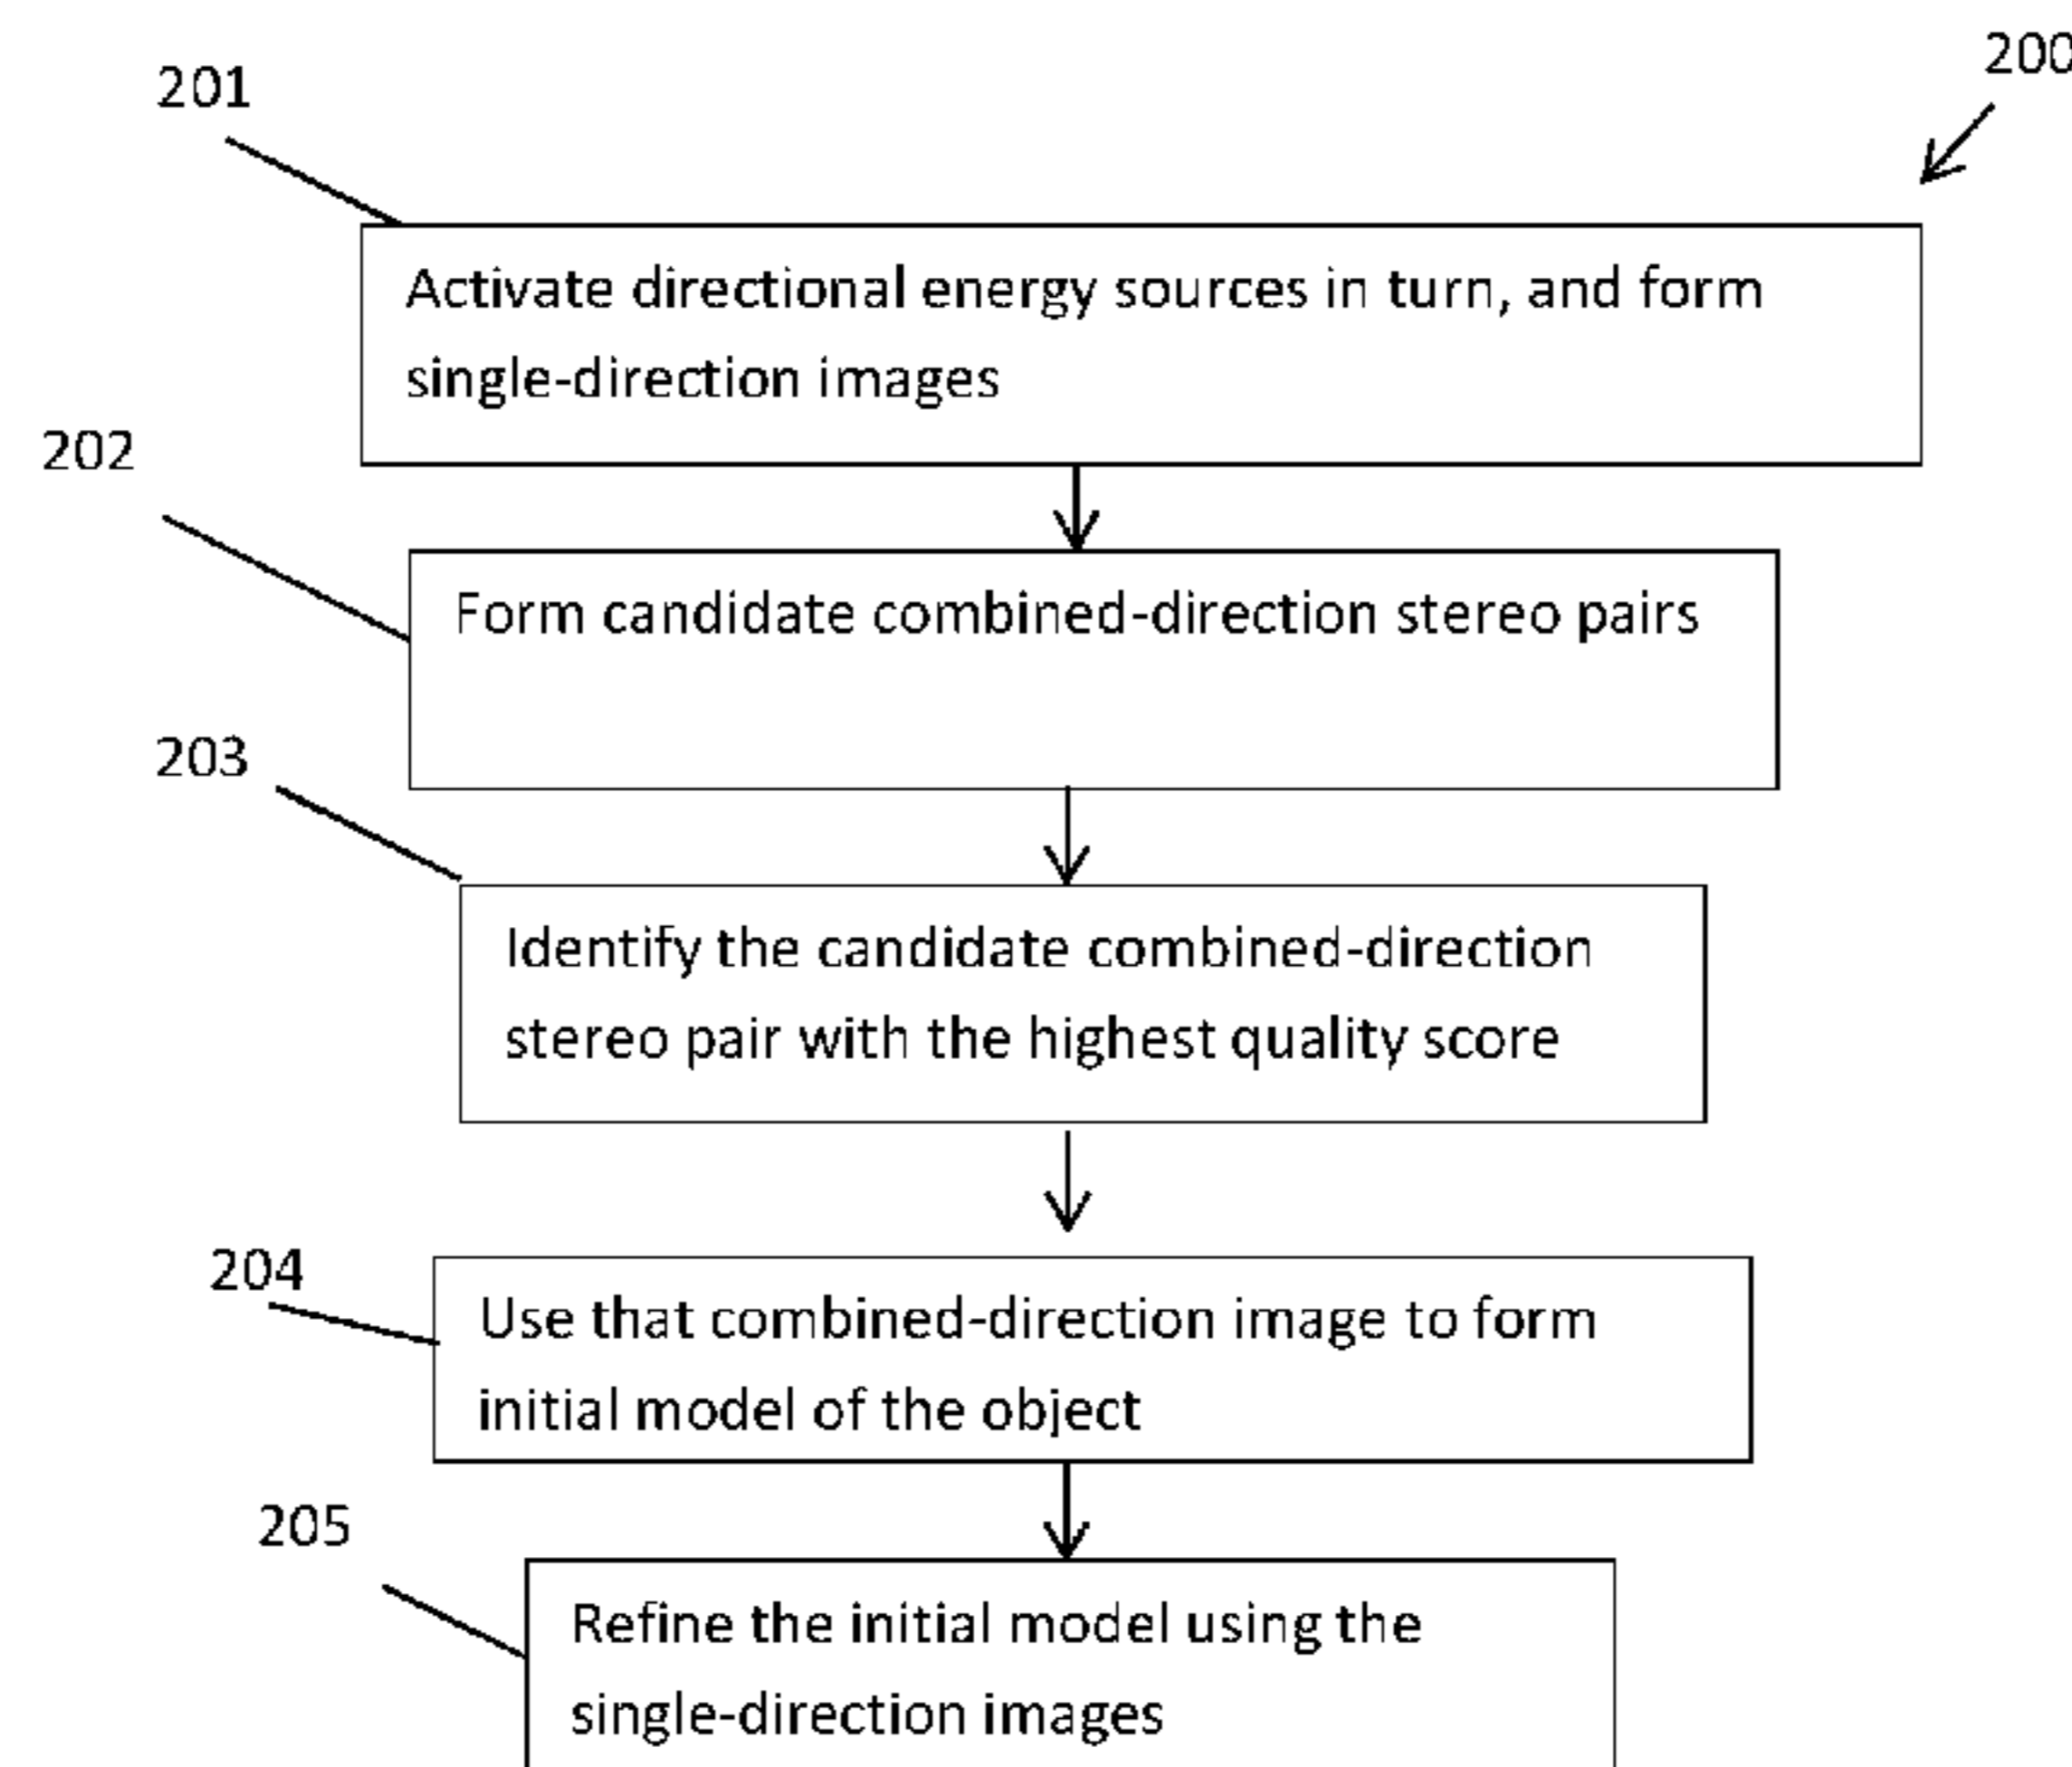 200
201
Activate directional energy sources in turn, and form
single-direction images
202
Form candidate combined-direction stereo pairs
203
Identify the candidate combined-direction
stereo pair with the highest quality score
204
Use that combined-direction image to form
initial model of the object
205
Refine the initial model using the
single-direction images